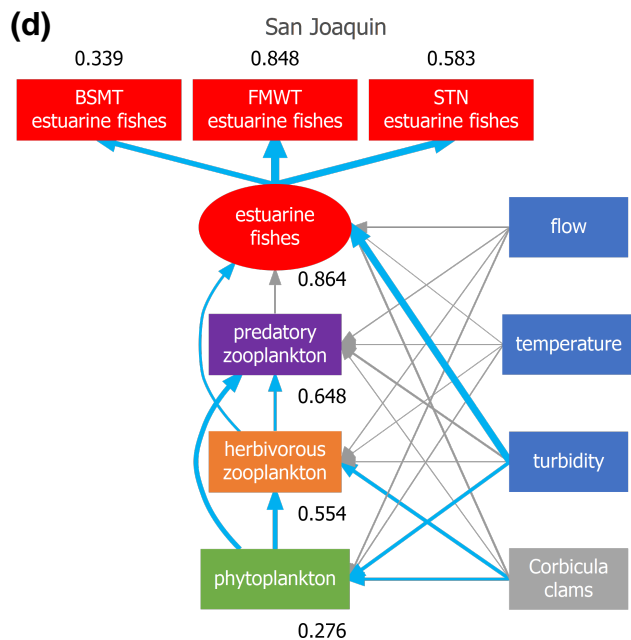 (d)
San Joaquin
0.339
0.848
0.583
BSMT
estuarine fishes
FMWT
estuarine fishes
STN
estuarine fishes
estuarine
fishes
flow
0.864
predatory
zooplankton
temperature
0.648
herbivorous
zooplankton
turbidity
0.554
phytoplankton
Corbicula
clams
0.276